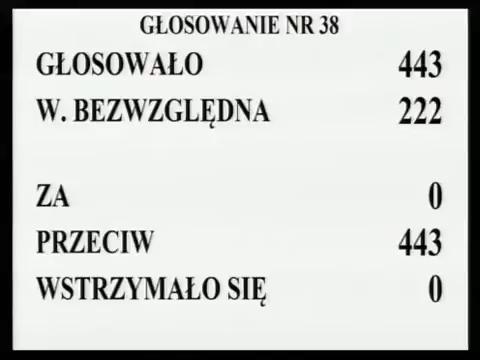 GŁOSOWANIE NR 38
GŁOSOWAŁO 443
W. BEZWZGLĘDNA 222
ZA 0
PRZECIW 443
WSTRZYMAŁO SIĘ 0